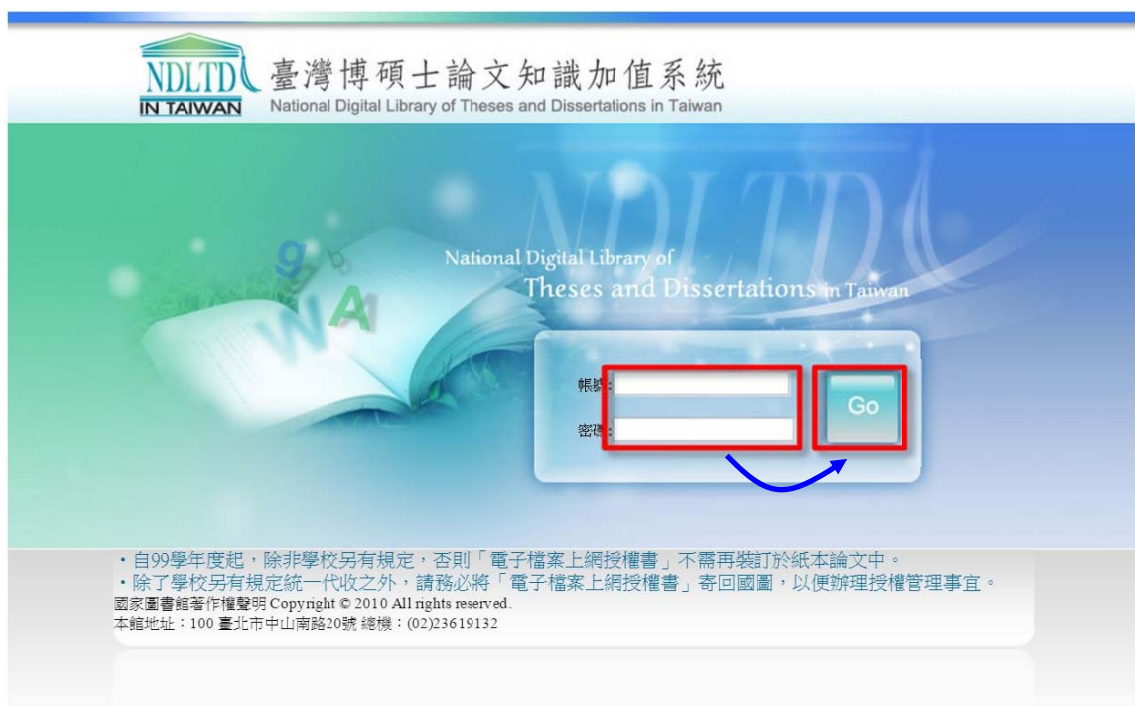 NDLTD
IN TAIWAN
臺灣博碩士論文知識加值系統
National Digital Library of Theses and Dissertations in Taiwan
NDLTD
National Digital Library of
Theses and Dissertations in Taiwan
g
W
A
帳號:
密碼:
Go
・自99學年度起,除非學校另有規定,否則「電子檔案上網授權書」不需再裝訂於紙本論文中。
・除了學校另有規定統一代收之外,請務必將「電子檔案上網授權書」寄回國圖,以便辦理授權管理事宜。
國家圖書館著作權聲明 Copyright © 2010 All rights reserved.
本館地址:100 臺北市中山南路20號 總機:(02)23619132